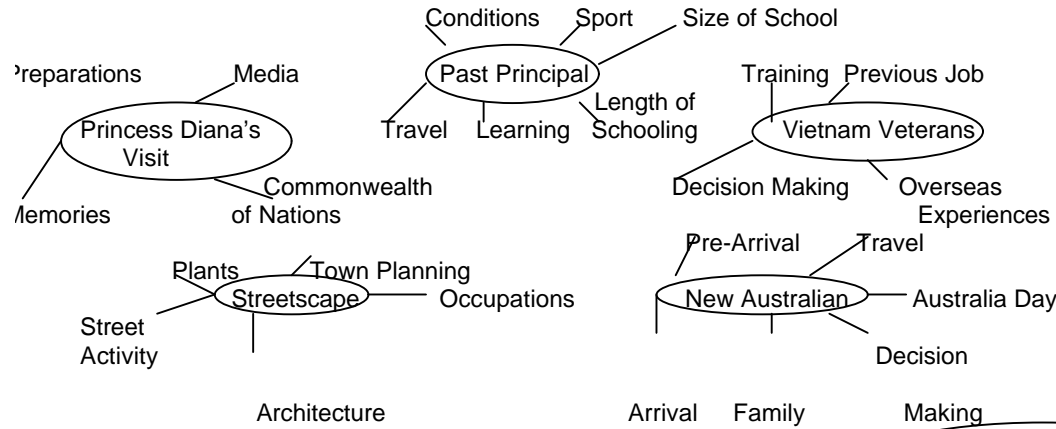 Conditions Sport Size of School
Preparations Media
Past Principal
Training Previous Job
Length of
Travel Learning Schooling
Princess Diana's
Visit
Vietnam Veterans
Commonwealth
of Nations
Memories
Decision Making
Overseas
Experiences
Pre-Arrival Travel
Plants Town Planning
Streetscape Occupations
New Australian Australia Day
Street
Activity
Decision
Architecture
Arrival Family Making